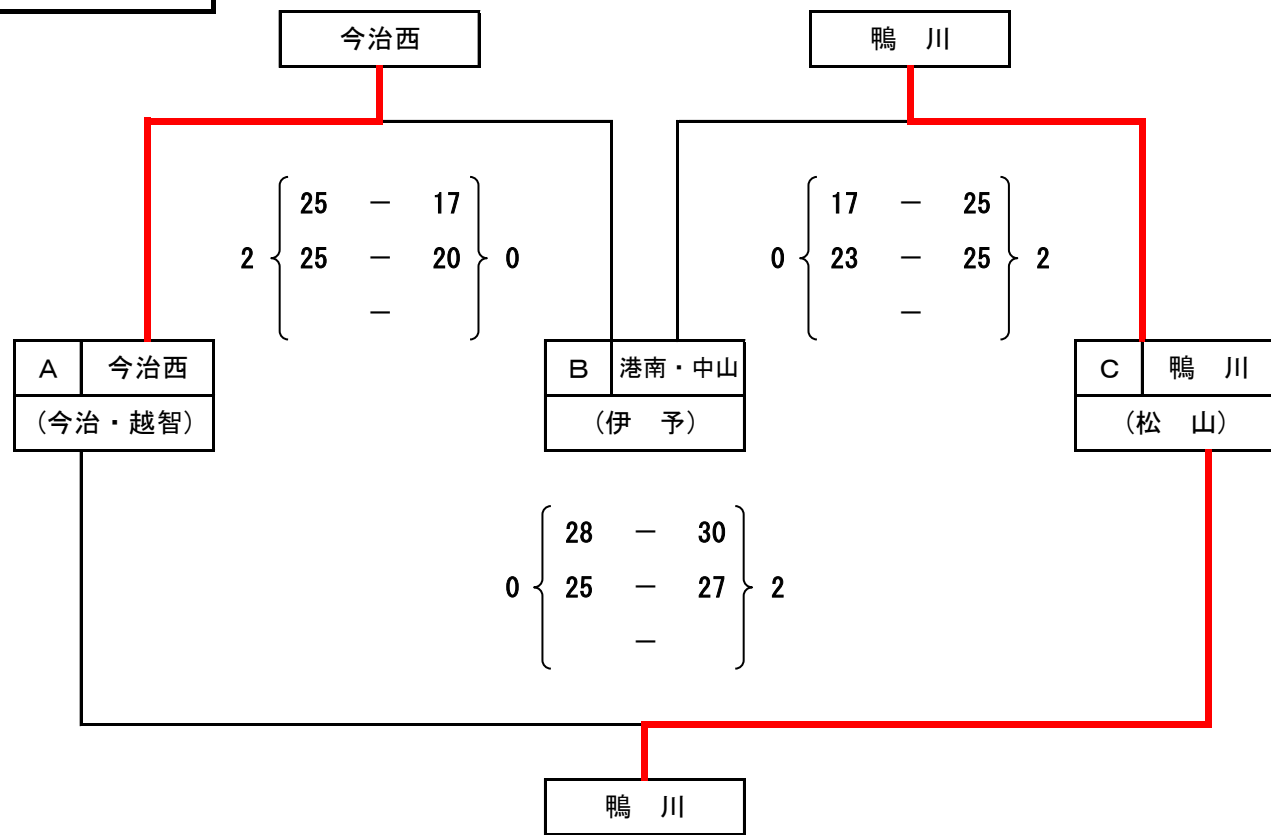 今治西 鴨　川
25 － 17 17 － 25
2 25 － 20 0 0 23 － 25 2
－ －
A 今治西 B 港南・中山 C 鴨　川
（今治・越智） （伊　予） （松　山）
28 － 30
0 25 － 27 2
－
鴨　川